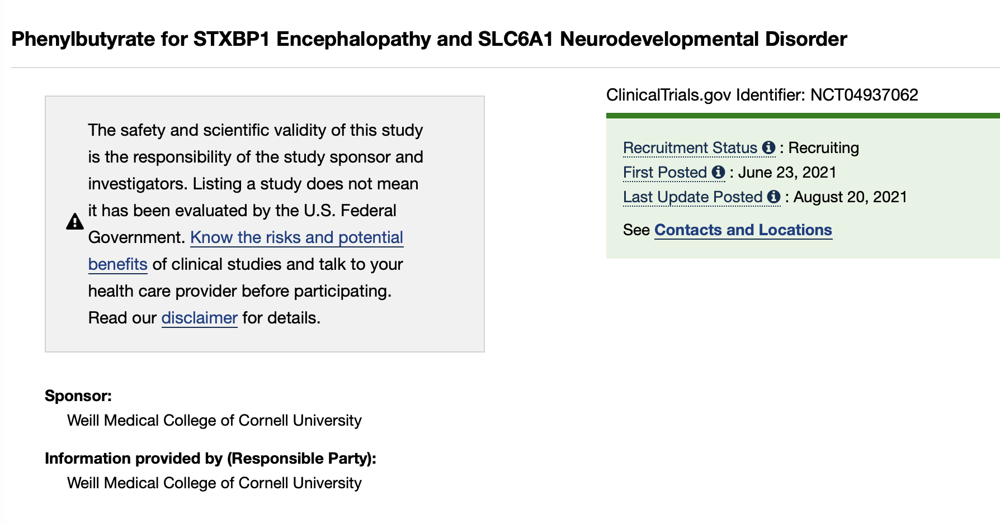 Phenylbutyrate for STXBP1 Encephalopathy and SLC6A1 Neurodevelopmental Disorder
The safety and scientific validity of this study
is the responsibility of the study sponsor and
investigators. Listing a study does not mean
it has been evaluated by the U.S. Federal
Government. Know the risks and potential
benefits of clinical studies and talk to your
health care provider before participating.
Read our disclaimer for details.
ClinicalTrials.gov Identifier: NCT04937062
Recruitment Status : Recruiting
First Posted : June 23, 2021
Last Update Posted : August 20, 2021
See Contacts and Locations
Sponsor:
Weill Medical College of Cornell University
Information provided by (Responsible Party):
Weill Medical College of Cornell University